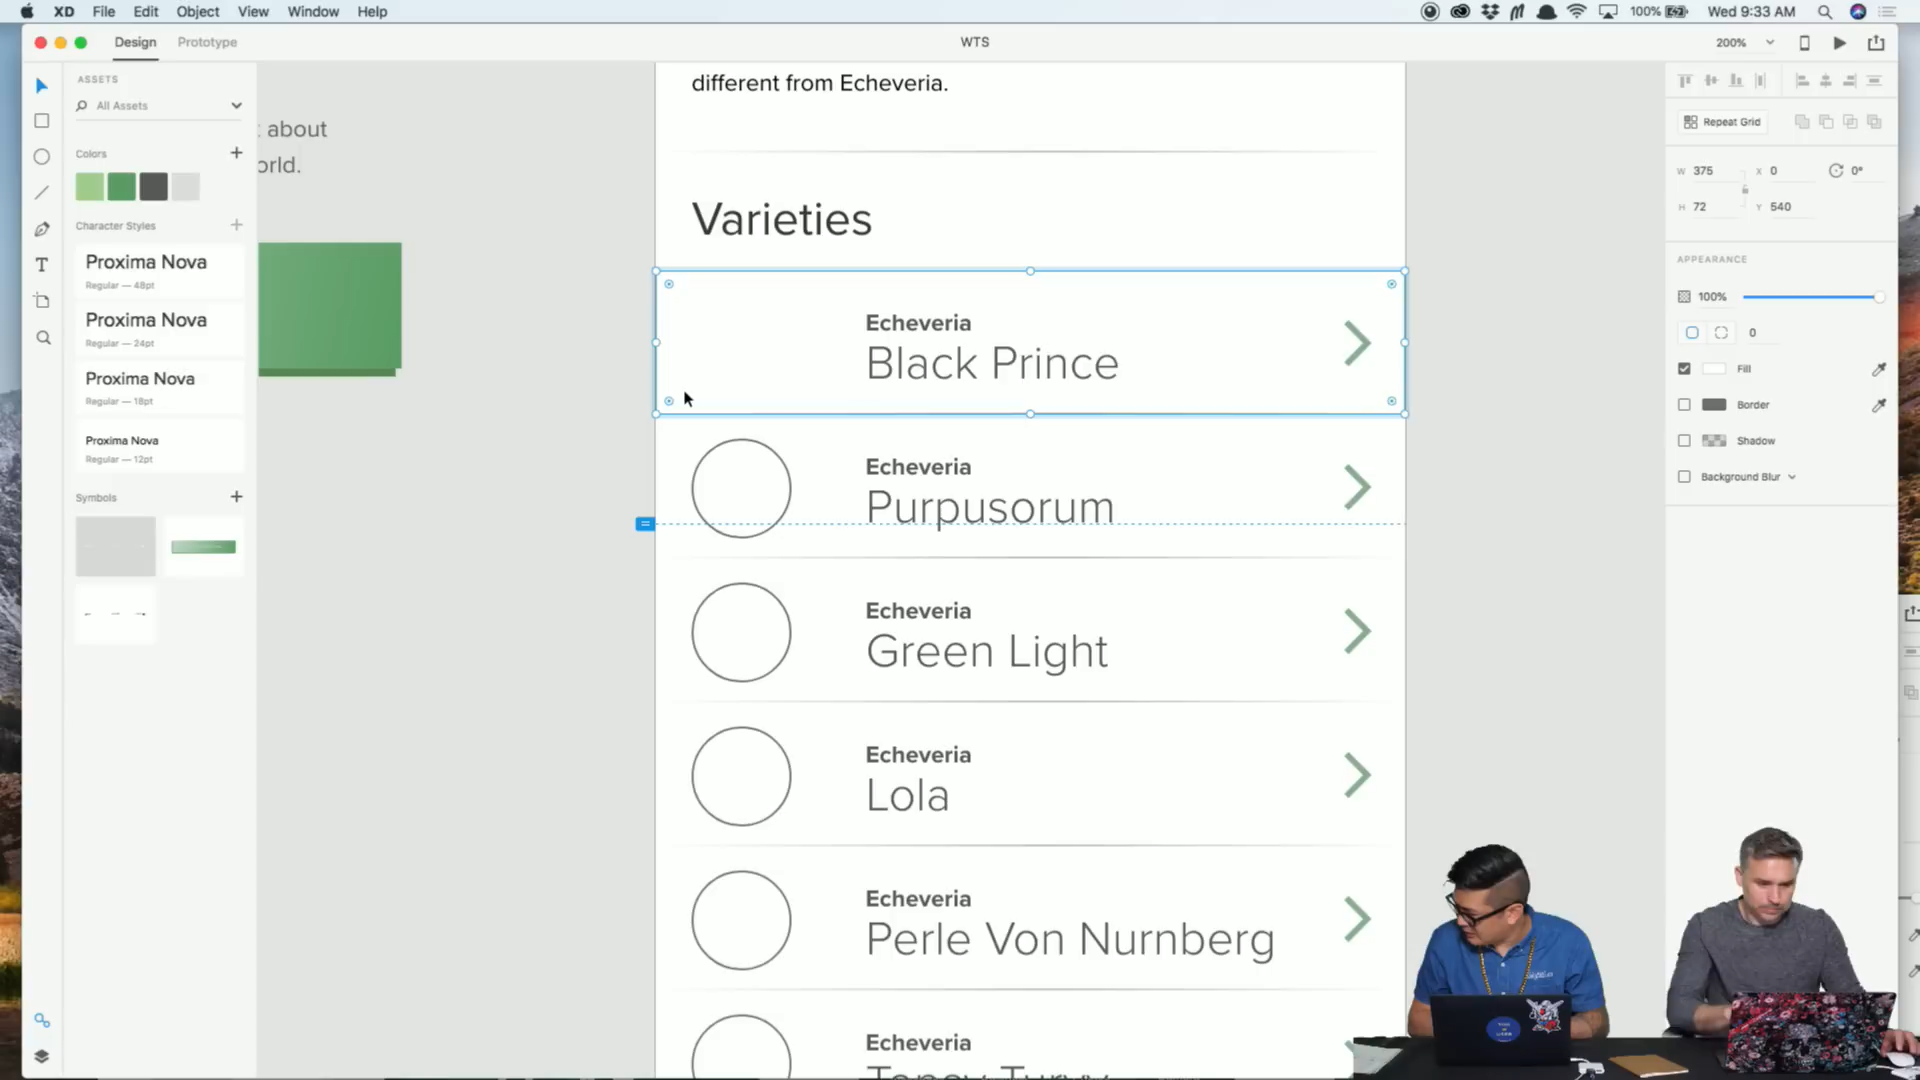 XD File Edit Object View Window Help
100% Wed 9:33 AM
Design Prototype
WTS
200%
ASSETS
All Assets
Colors
Character Styles
Proxima Nova
Regular — 48pt
Proxima Nova
Regular — 24pt
Proxima Nova
Regular — 18pt
Proxima Nova
Regular — 12pt
Symbols
about
orld.
different from Echeveria.
Varieties
Echeveria
Black Prince
Echeveria
Purpusorum
Echeveria
Green Light
Echeveria
Lola
Echeveria
Perle Von Nurnberg
Echeveria
Repeat Grid
W 375 X 0 0°
H 72 Y 540
APPEARANCE
100%
0
Fill
Border
Shadow
Background Blur